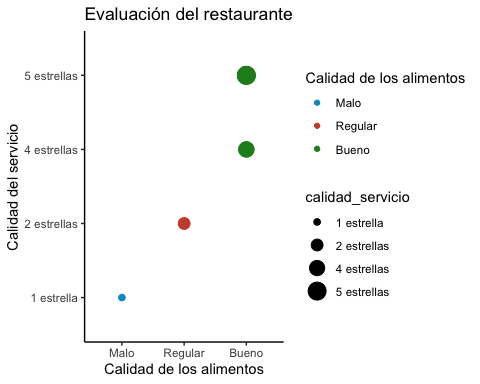 Evaluación del restaurante
Calidad del servicio
5 estrellas
4 estrellas
2 estrellas
1 estrella
Malo
Regular
Bueno
Calidad de los alimentos
Calidad de los alimentos
Malo
Regular
Bueno
calidad_servicio
1 estrella
2 estrellas
4 estrellas
5 estrellas